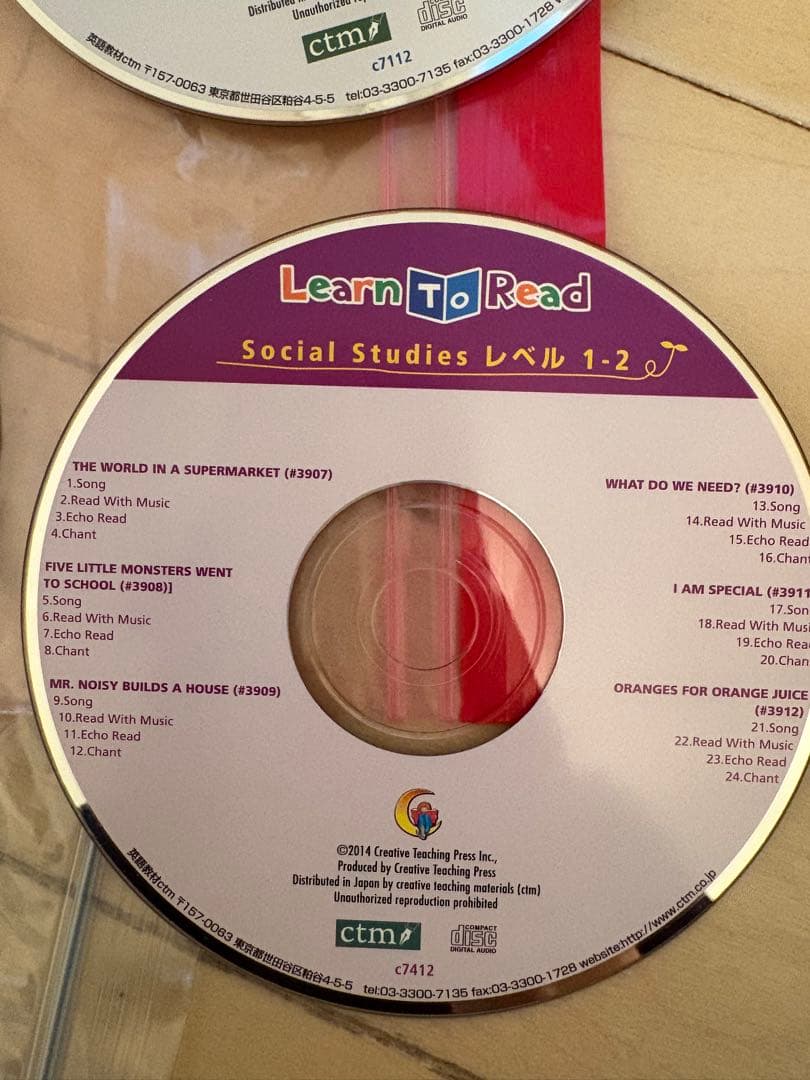 Unauthorized
ctm
COMPACT
disc
DIGITAL AUDIO
c7112
英語教材ctm 〒157-0063 東京都世田谷区粕谷4-5-5 tel:03-3300-7135 fax:03-3300-1728
Learn To Read
Social Studies レベル 1-2
THE WORLD IN A SUPERMARKET (#3907)
1.Song
2.Read With Music
3.Echo Read
4.Chant
FIVE LITTLE MONSTERS WENT
TO SCHOOL (#3908)]
5.Song
6.Read With Music
7.Echo Read
8.Chant
MR. NOISY BUILDS A HOUSE (#3909)
9.Song
10.Read With Music
11.Echo Read
12.Chant
WHAT DO WE NEED? (#3910)
13.Song
14.Read With Music
15.Echo Read
16.Chant
I AM SPECIAL (#3911
17.Son
18.Read With Musi
19.Echo Rea
20.Chan
ORANGES FOR ORANGE JUICE
(#3912)
21.Song
22.Read With Music
23.Echo Read
24.Chant
©2014 Creative Teaching Press Inc.,
Produced by Creative Teaching Press
Distributed in Japan by creative teaching materials (ctm)
Unauthorized reproduction prohibited
ctm
COMPACT
disc
DIGITAL AUDIO
c7412
英語教材ctm 〒157-0063 東京都世田谷区粕谷4-5-5 tel:03-3300-7135 fax:03-3300-1728 website:http://www.ctm.co.jp